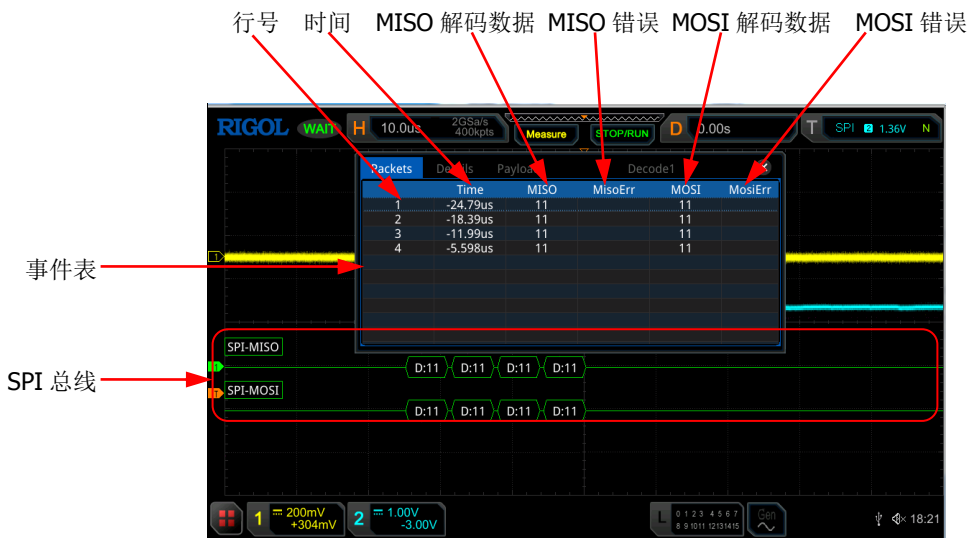 行号 时间 MISO 解码数据 MISO 错误 MOSI 解码数据 MOSI 错误
RIGOL WAIT H 10.0us 2GSa/s 400kpts Measure STOP/RUN D 0.00s T SPI 2 1.36V N
Packets Details Decode1
Time MISO MisoErr MOSI MosiErr
1 -24.79us 11 11
2 -18.39us 11 11
3 -11.99us 11 11
4 -5.598us 11 11
事件表
SPI 总线
SPI-MISO
D:11 D:11 D:11 D:11
SPI-MOSI
D:11 D:11 D:11 D:11
1 200mV +304mV 2 1.00V -3.00V L 0 1 2 3 4 5 6 7 8 9 10 11 12 13 14 15 Gen 18:21